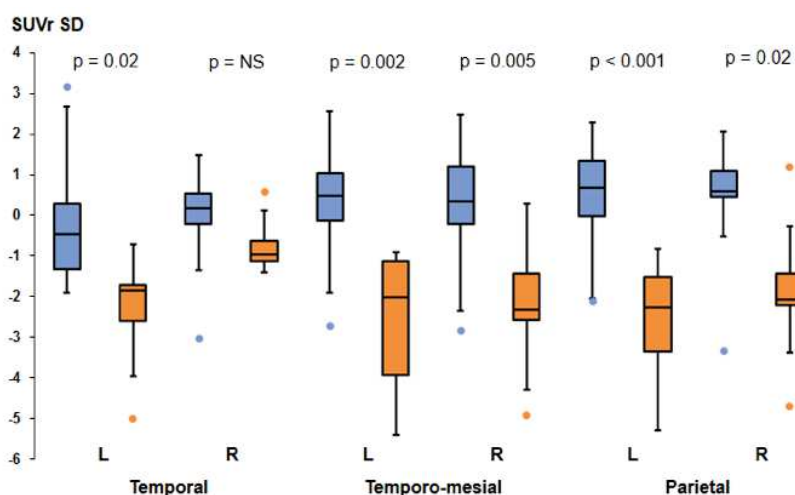 SUVr SD
p = 0.02 p = NS p = 0.002 p = 0.005 p < 0.001 p = 0.02
4
3
2
1
0
-1
-2
-3
-4
-5
-6
L R L R L R
Temporal Temporo-mesial Parietal